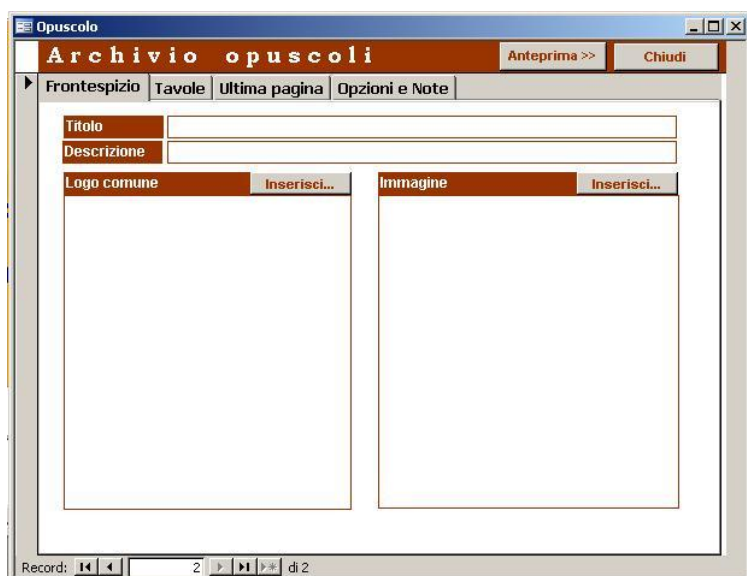 Opuscolo
Archivio opuscoli Anteprima >> Chiudi
Frontespizio Tavole Ultima pagina Opzioni e Note
Titolo
Descrizione
Logo comune Inserisci... Immagine Inserisci...
Record: 2 di 2